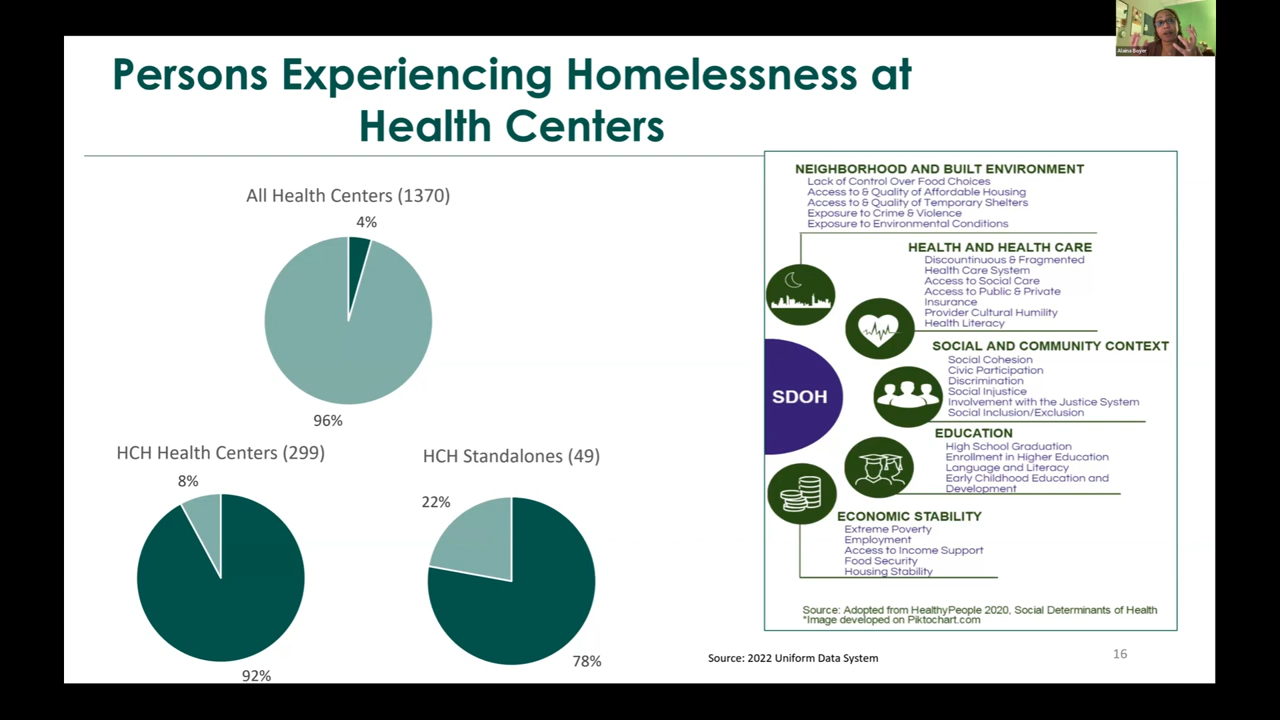 Alaina Boyer
Persons Experiencing Homelessness at
Health Centers
All Health Centers (1370)
4%
96%
HCH Health Centers (299)
8%
92%
HCH Standalones (49)
22%
78%
NEIGHBORHOOD AND BUILT ENVIRONMENT
Lack of Control Over Food Choices
Access to & Quality of Affordable Housing
Access to & Quality of Temporary Shelters
Exposure to Crime & Violence
Exposure to Environmental Conditions
HEALTH AND HEALTH CARE
Discountinuous & Fragmented
Health Care System
Access to Social Care
Access to Public & Private
Insurance
Provider Cultural Humility
Health Literacy
SOCIAL AND COMMUNITY CONTEXT
Social Cohesion
Civic Participation
Discrimination
Social Injustice
Involvement with the Justice System
Social Inclusion/Exclusion
SDOH
EDUCATION
High School Graduation
Enrollment in Higher Education
Language and Literacy
Early Childhood Education and
Development
ECONOMIC STABILITY
Extreme Poverty
Employment
Access to Income Support
Food Security
Housing Stability
Source: Adopted from HealthyPeople 2020, Social Determinants of Health
*Image developed on Piktochart.com
Source: 2022 Uniform Data System
16